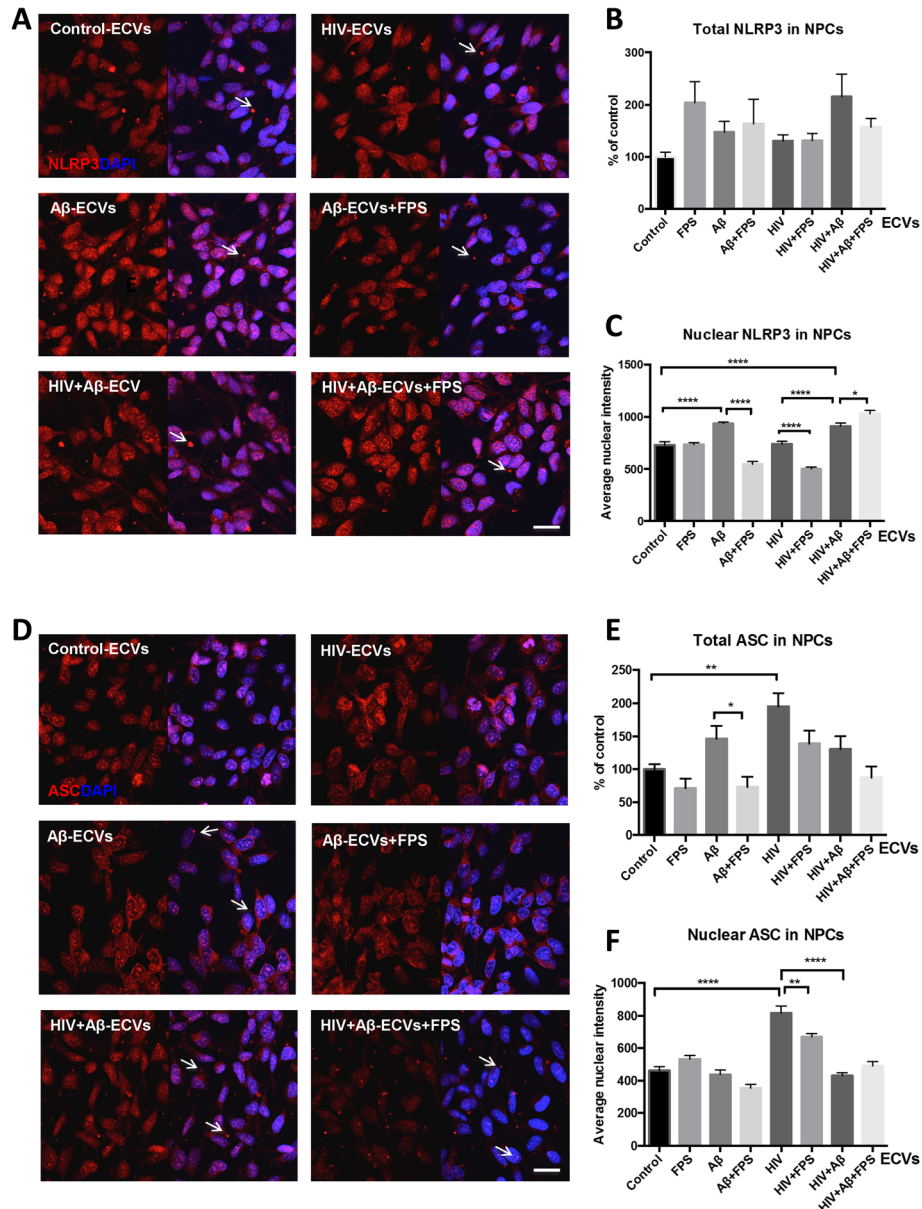 A
Control-ECVs
HIV-ECVs
NLRP3DAPI
Aβ-ECVs
Aβ-ECVs+FPS
E
HIV+Aβ-ECV
HIV+Aβ-ECVs+FPS
B
Total NLRP3 in NPCs
% of control
300
200
100
0
Control
FPS
Aβ
Aβ+FPS
HIV
HIV+FPS
HIV+Aβ
HIV+Aβ+FPS
ECVs
C
Nuclear NLRP3 in NPCs
Average nuclear intensity
1500
1000
500
0
****
****
****
****
****
*
Control
FPS
Aβ
Aβ+FPS
HIV
HIV+FPS
HIV+Aβ
HIV+Aβ+FPS
ECVs
D
Control-ECVs
HIV-ECVs
ASCDAPI
Aβ-ECVs
Aβ-ECVs+FPS
HIV+Aβ-ECVs
HIV+Aβ-ECVs+FPS
E
Total ASC in NPCs
% of control
250
200
150
100
50
0
**
*
Control
FPS
Aβ
Aβ+FPS
HIV
HIV+FPS
HIV+Aβ
HIV+Aβ+FPS
ECVs
F
Nuclear ASC in NPCs
Average nuclear intensity
1000
800
600
400
200
0
****
****
**
Control
FPS
Aβ
Aβ+FPS
HIV
HIV+FPS
HIV+Aβ
HIV+Aβ+FPS
ECVs